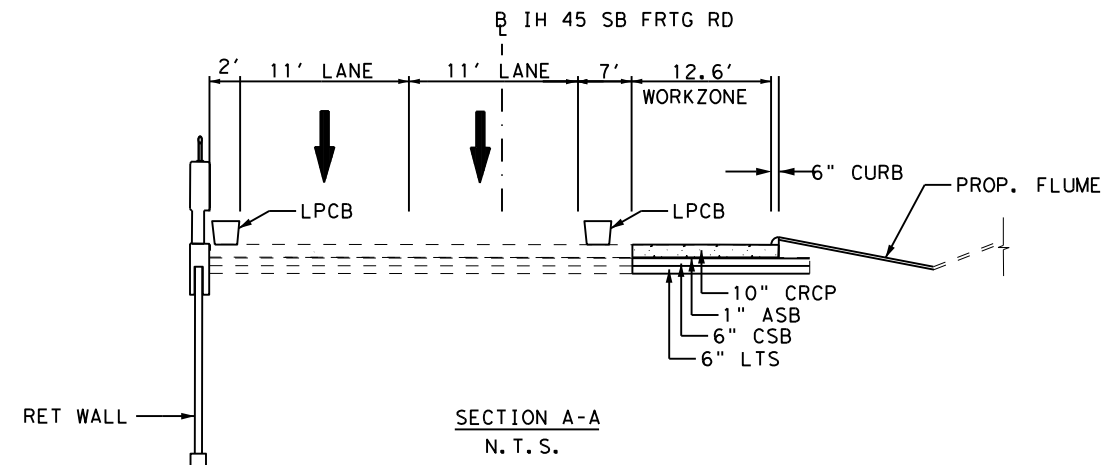 B IH 45 SB FRTG RD
L
2' 11' LANE 11' LANE 7' 12.6'
WORKZONE
6" CURB
PROP. FLUME
LPCB LPCB
10" CRCP
1" ASB
6" CSB
6" LTS
RET WALL
SECTION A-A
N.T.S.